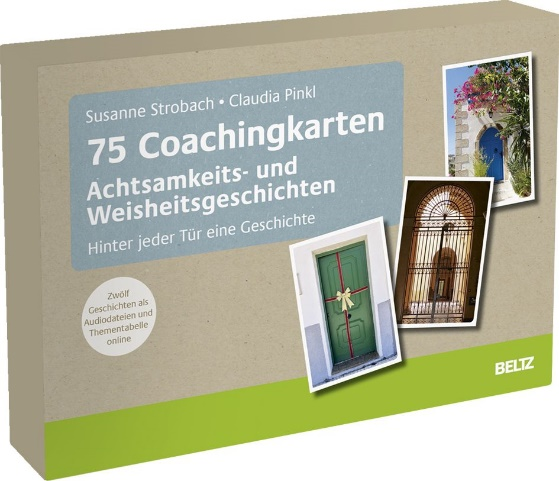 Susanne Strobach • Claudia Pinkl
75 Coachingkarten
Achtsamkeits- und
Weisheitsgeschichten
Hinter jeder Tür eine Geschichte
Zwölf
Geschichten als
Audiodateien und
Thementabelle
online
BELTZ